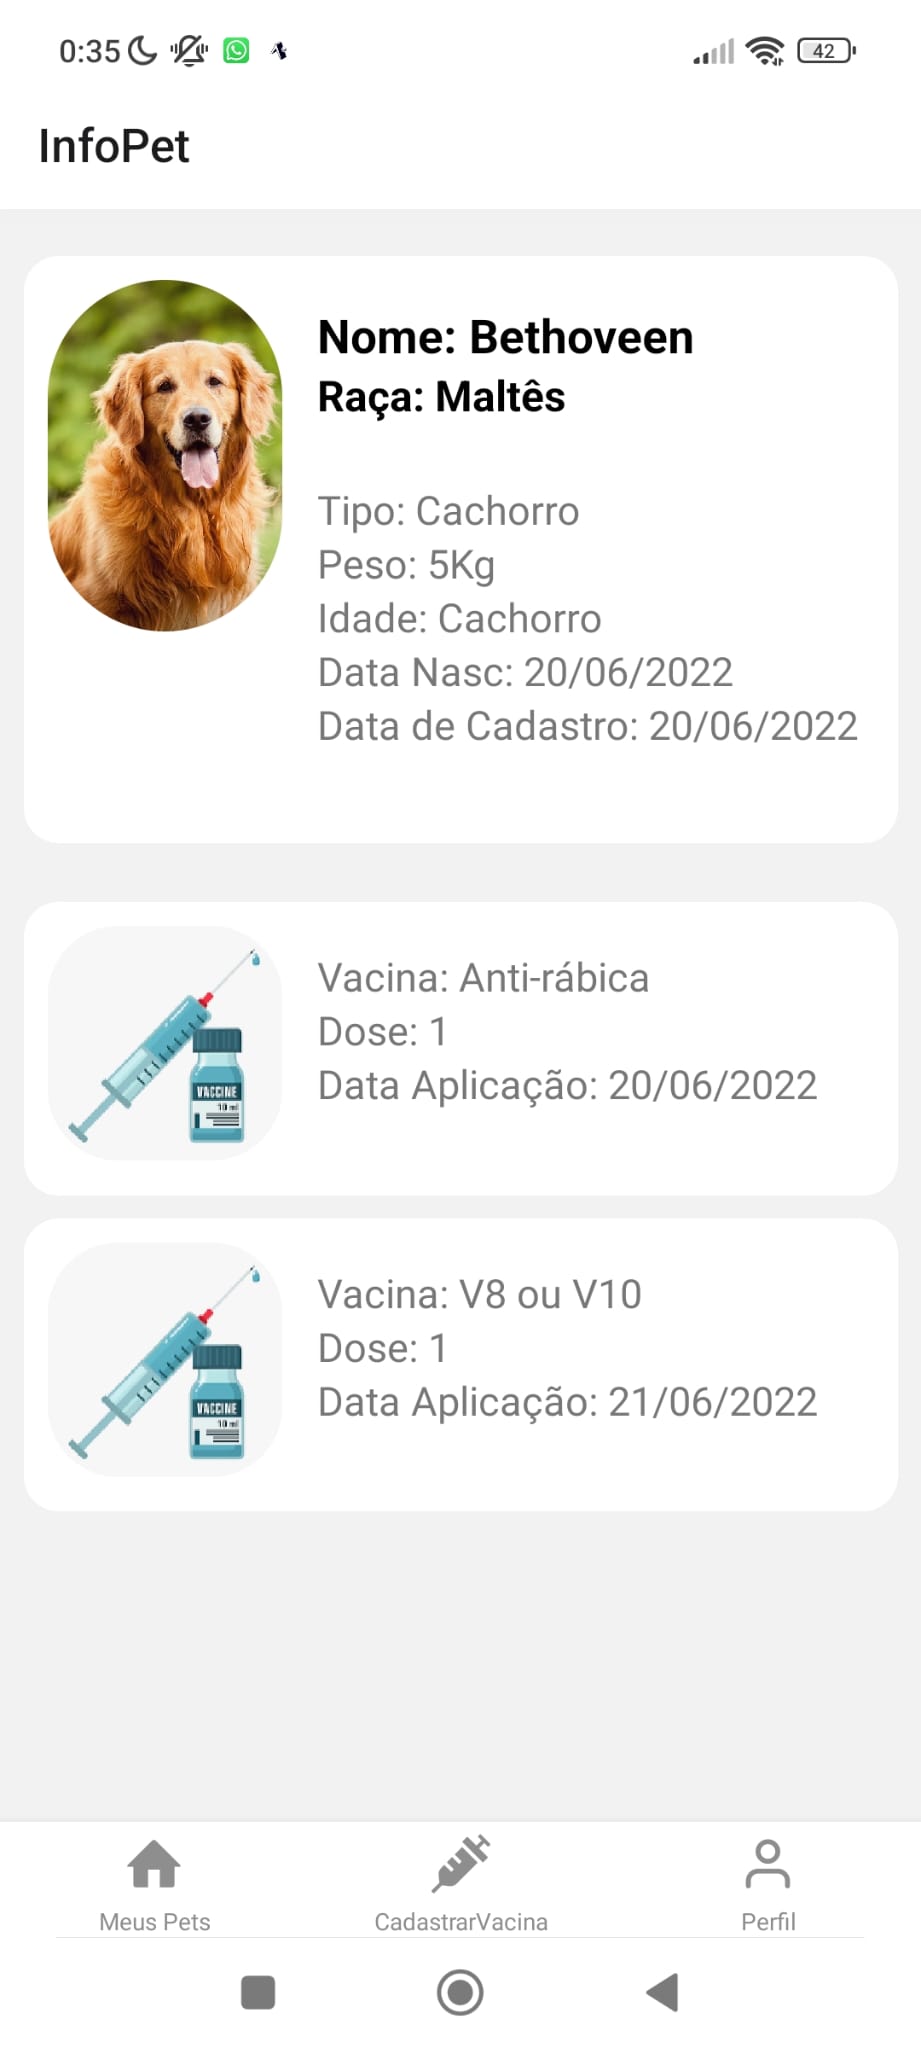 0:35
42
InfoPet
Nome: Bethoveen
Raça: Maltês
Tipo: Cachorro
Peso: 5Kg
Idade: Cachorro
Data Nasc: 20/06/2022
Data de Cadastro: 20/06/2022
VACCINE
10 ml
Vacina: Anti-rábica
Dose: 1
Data Aplicação: 20/06/2022
VACCINE
10 ml
Vacina: V8 ou V10
Dose: 1
Data Aplicação: 21/06/2022
Meus Pets
CadastrarVacina
Perfil